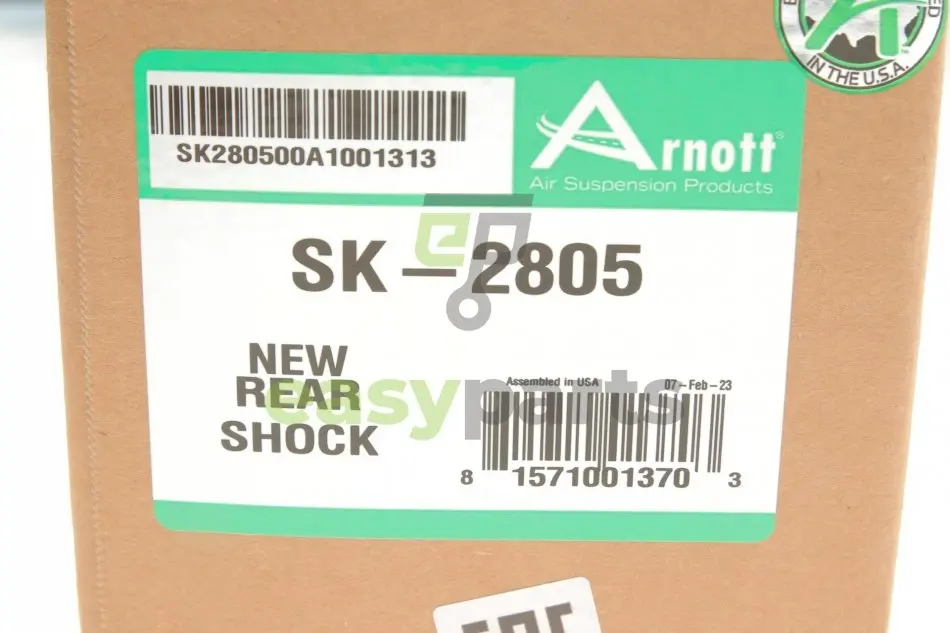 IN THE U.S.A.
SK280500A1001313
Arnott®
Air Suspension Products
SK-2805
NEW
REAR
SHOCK
easyparts
Assembled in USA
07-Feb-23
8 1571001370 3